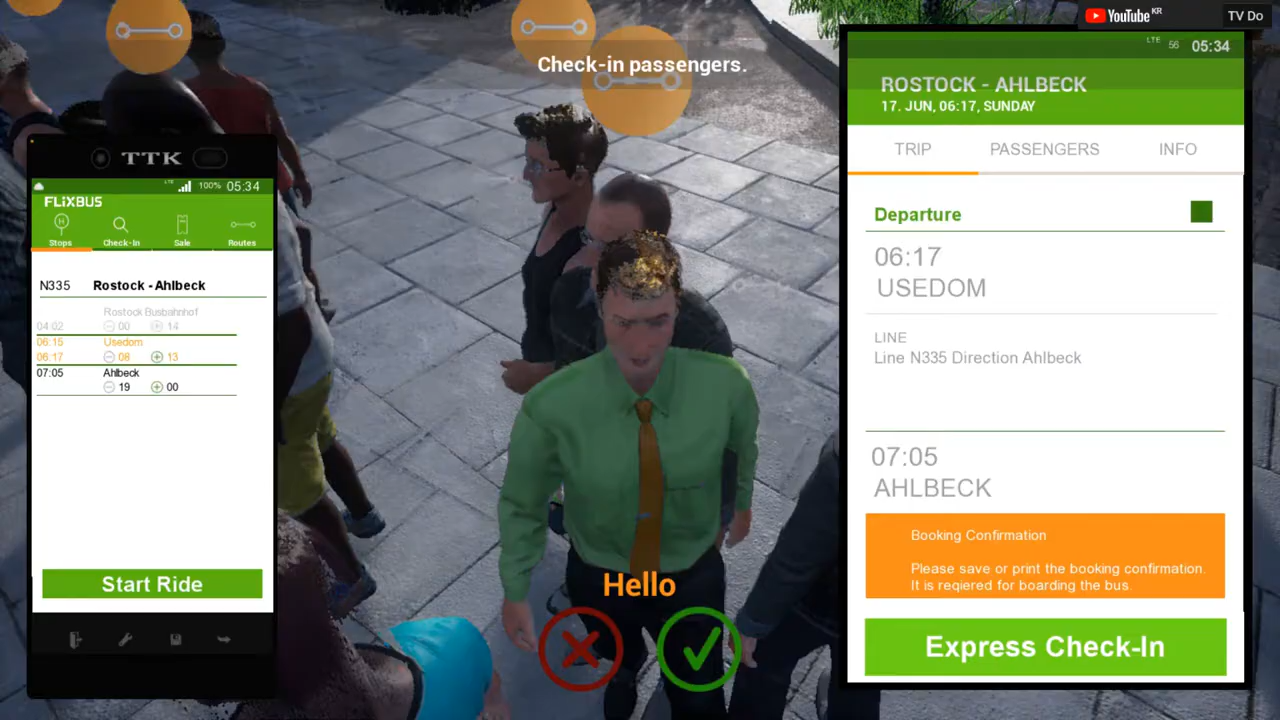 YouTube KR
TV Do
Check-in passengers.
TTK
LTE 100% 05:34
FLiXBUS
Stops Check-In Sale Routes
N335 Rostock - Ahlbeck
Rostock Busbahnhof
04:02 00 14
06:15 Usedom
06:17 08 13
07:05 Ahlbeck
19 00
Start Ride
Hello
LTE 56 05:34
ROSTOCK - AHLBECK
17. JUN, 06:17, SUNDAY
TRIP PASSENGERS INFO
Departure
06:17
USEDOM
LINE
Line N335 Direction Ahlbeck
07:05
AHLBECK
Booking Confirmation
Please save or print the booking confirmation.
It is reqiered for boarding the bus.
Express Check-In